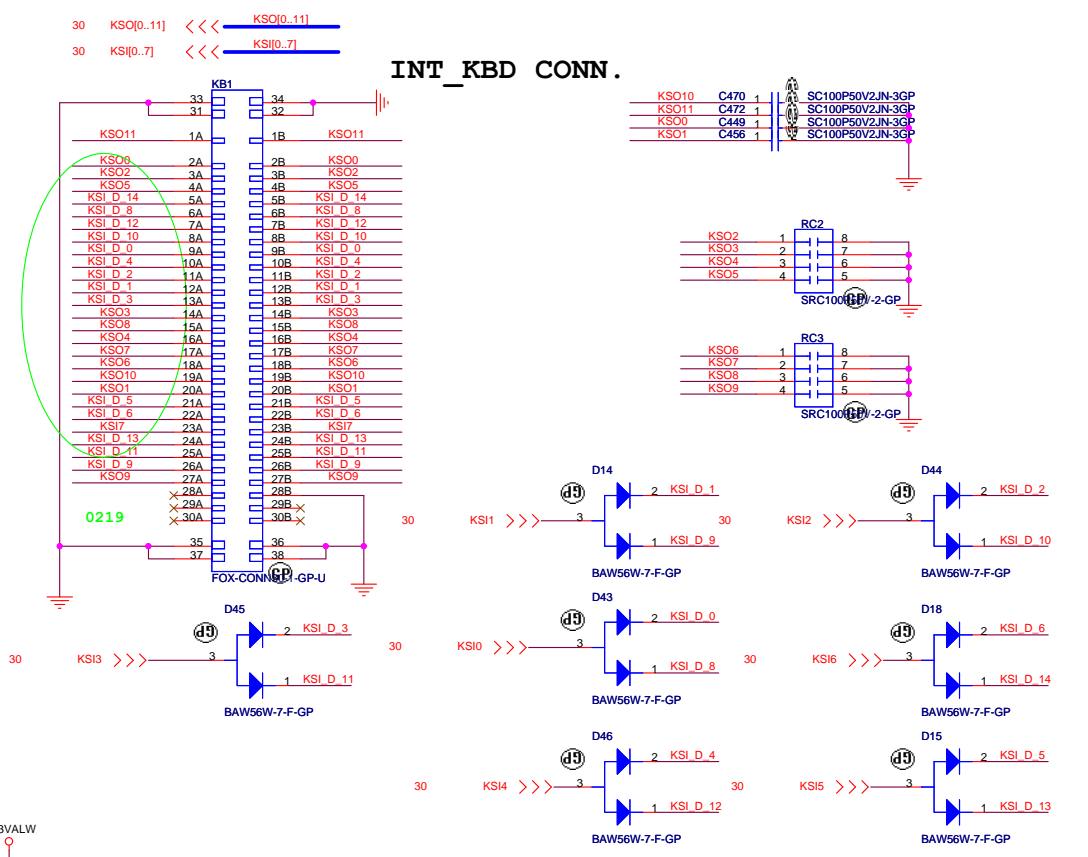 30 KSO[0..11] KSO[0..11]
30 KSI[0..7] KSI[0..7]
INT_KBD CONN.
KB1
33 34
31 32
KSO11 1A 1B KSO11
KSO0 2A 2B KSO0
KSO2 3A 3B KSO2
KSO5 4A 4B KSO5
KSI_D_14 5A 5B KSI_D_14
KSI_D_8 6A 6B KSI_D_8
KSI_D_12 7A 7B KSI_D_12
KSI_D_10 8A 8B KSI_D_10
KSI_D_0 9A 9B KSI_D_0
KSI_D_4 10A 10B KSI_D_4
KSI_D_2 11A 11B KSI_D_2
KSI_D_1 12A 12B KSI_D_1
KSI_D_3 13A 13B KSI_D_3
KSO3 14A 14B KSO3
KSO8 15A 15B KSO8
KSO4 16A 16B KSO4
KSO7 17A 17B KSO7
KSO6 18A 18B KSO6
KSO10 19A 19B KSO10
KSO1 20A 20B KSO1
KSI_D_5 21A 21B KSI_D_5
KSI_D_6 22A 22B KSI_D_6
KSI7 23A 23B KSI7
KSI_D_13 24A 24B KSI_D_13
KSI_D_11 25A 25B KSI_D_11
KSI_D_9 26A 26B KSI_D_9
KSO9 27A 27B KSO9
28A 28B
29A 29B
30A 30B
0219
35 36
37 38
GP
KSO10 C470 1 SC100P50V2JN-3GP
KSO11 C472 1 SC100P50V2JN-3GP
KSO0 C449 1 SC100P50V2JN-3GP
KSO1 C456 1 SC100P50V2JN-3GP
RC2
KSO2 1 8
KSO3 2 7
KSO4 3 6
KSO5 4 5
GP
RC3
KSO6 1 8
KSO7 2 7
KSO8 3 6
KSO9 4 5
GP
D14
GP
2 KSI_D_1
30 KSI1 3
1 KSI_D_9
BAW56W-7-F-GP
D44
GP
2 KSI_D_2
30 KSI2 3
1 KSI_D_10
BAW56W-7-F-GP
D45
GP
2 KSI_D_3
30 KSI3 3
1 KSI_D_11
BAW56W-7-F-GP
D43
GP
2 KSI_D_0
30 KSI0 3
1 KSI_D_8
BAW56W-7-F-GP
D18
GP
2 KSI_D_6
30 KSI6 3
1 KSI_D_14
BAW56W-7-F-GP
D46
GP
2 KSI_D_4
30 KSI4 3
1 KSI_D_12
BAW56W-7-F-GP
D15
GP
2 KSI_D_5
30 KSI5 3
1 KSI_D_13
BAW56W-7-F-GP